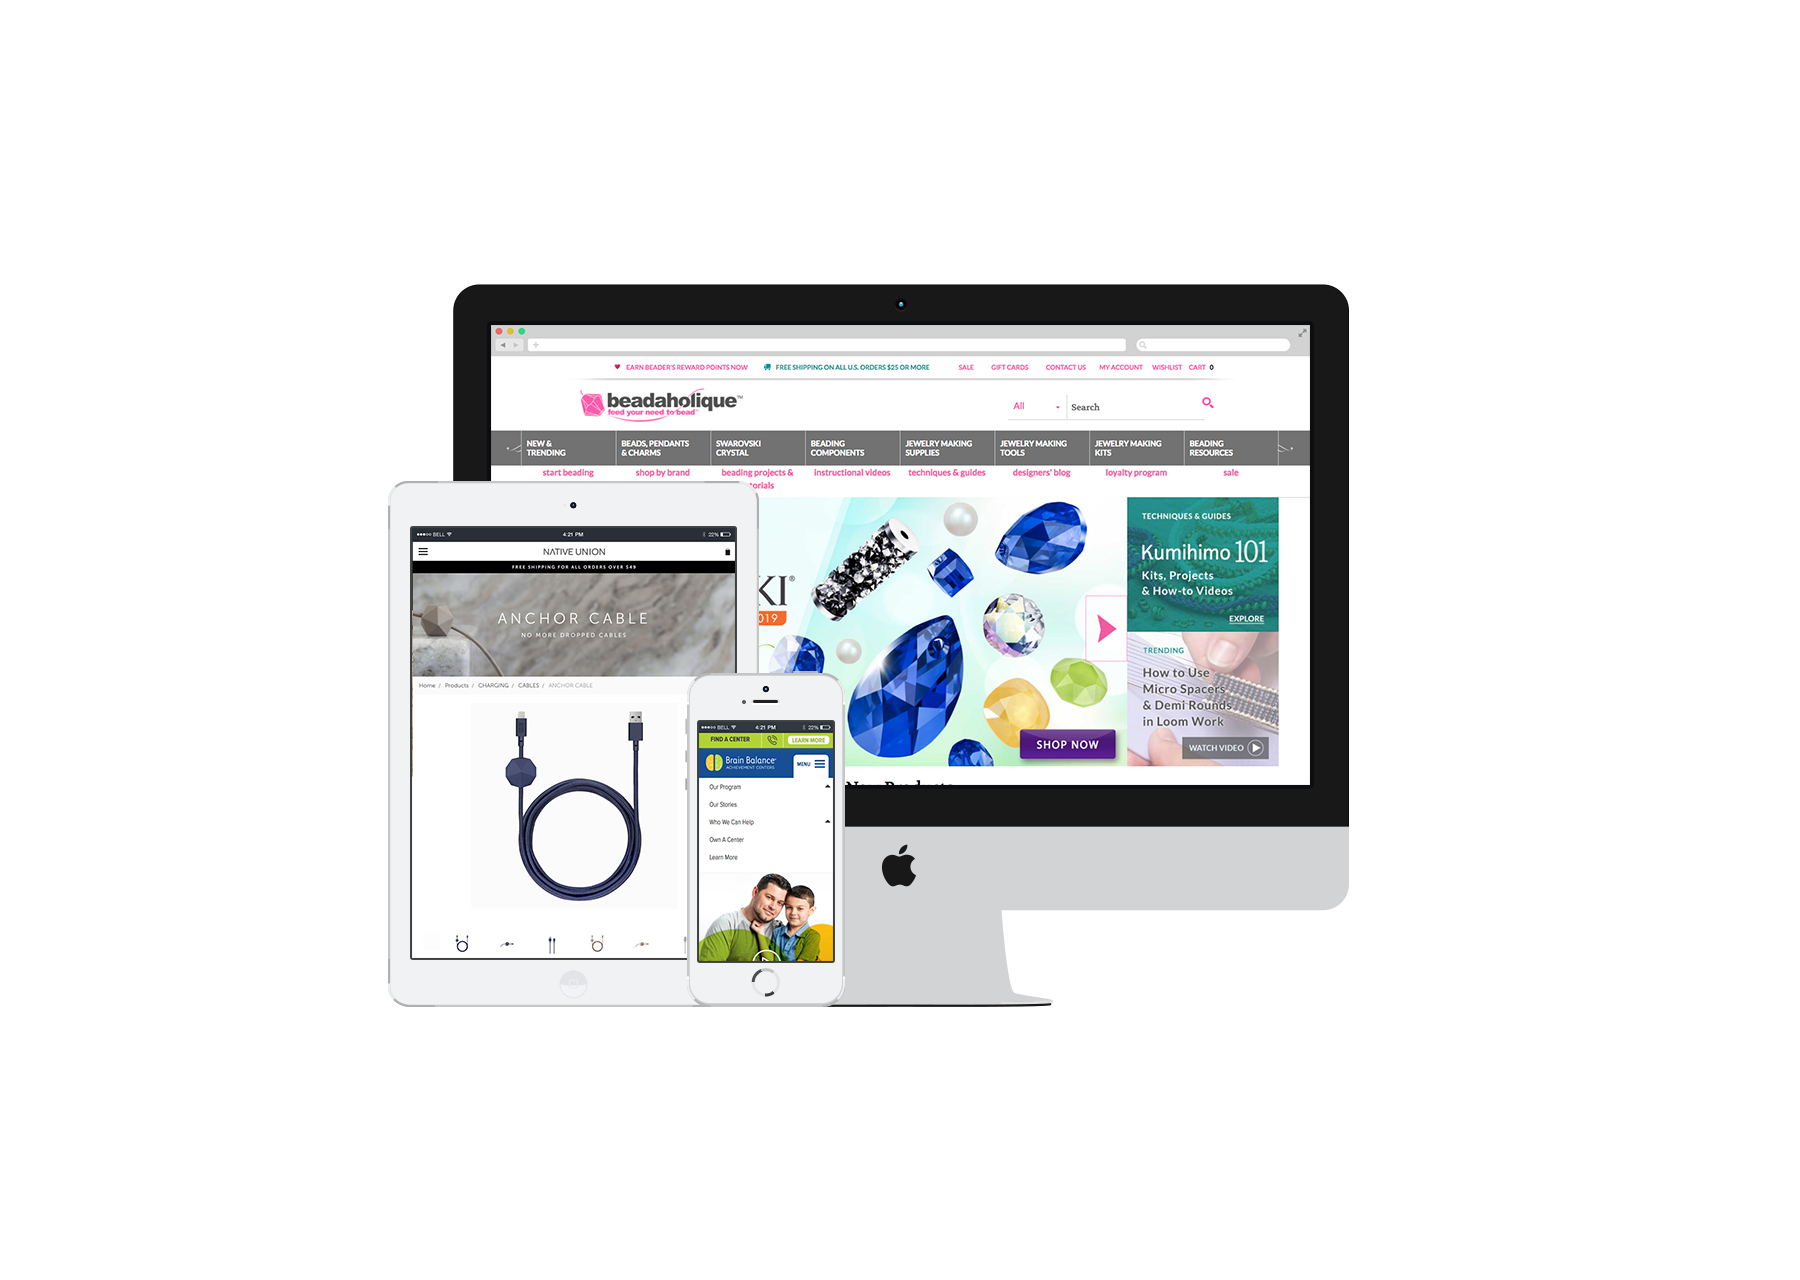 EARN BEADER'S REWARD POINTS NOW
FREE SHIPPING ON ALL U.S. ORDERS $25 OR MORE
SALE
GIFT CARDS
CONTACT US
MY ACCOUNT
WISHLIST
CART 0
beadaholique™
feed your need to bead®
All
Search
NEW &
TRENDING
BEADS, PENDANTS
& CHARMS
SWAROVSKI
CRYSTAL
BEADING
COMPONENTS
JEWELRY MAKING
SUPPLIES
JEWELRY MAKING
TOOLS
JEWELRY MAKING
KITS
BEADING
RESOURCES
start beading
shop by brand
beading projects &
torials
instructional videos
techniques & guides
designers' blog
loyalty program
sale
KI®
2019
SHOP NOW
TECHNIQUES & GUIDES
Kumihimo 101
Kits, Projects
& How-to Videos
EXPLORE
TRENDING
How to Use
Micro Spacers
& Demi Rounds
in Loom Work
WATCH VIDEO
New Products
BELL
4:21 PM
22%
NATIVE UNION
FREE SHIPPING FOR ALL ORDERS OVER $49
ANCHOR CABLE
NO MORE DROPPED CABLES
Home / Products / CHARGING / CABLES / ANCHOR CABLE
BELL
4:21 PM
22%
FIND A CENTER
LEARN MORE
Brain Balance
ACHIEVEMENT CENTERS
MENU
Our Program
Our Stories
Who We Can Help
Own A Center
Learn More